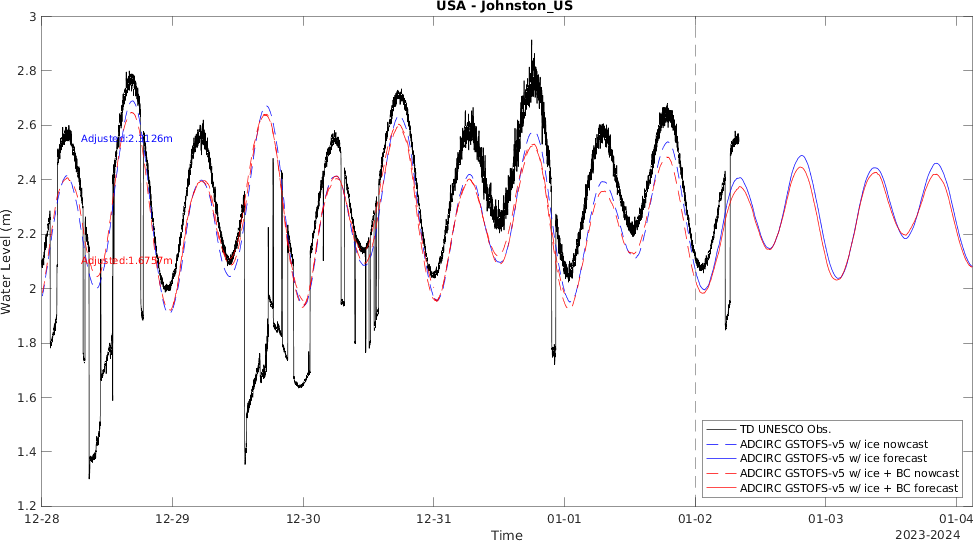 USA - Johnston_US
3
2.8
2.6
2.4
2.2
2
1.8
1.6
1.4
1.2
Water Level (m)
Adjusted:1.6757m
TD UNESCO Obs.
ADCIRC GSTOFS-v5 w/ ice nowcast
ADCIRC GSTOFS-v5 w/ ice forecast
ADCIRC GSTOFS-v5 w/ ice + BC nowcast
ADCIRC GSTOFS-v5 w/ ice + BC forecast
12-28 12-29 12-30 12-31 01-01 01-02 01-03 01-04
Time
2023-2024